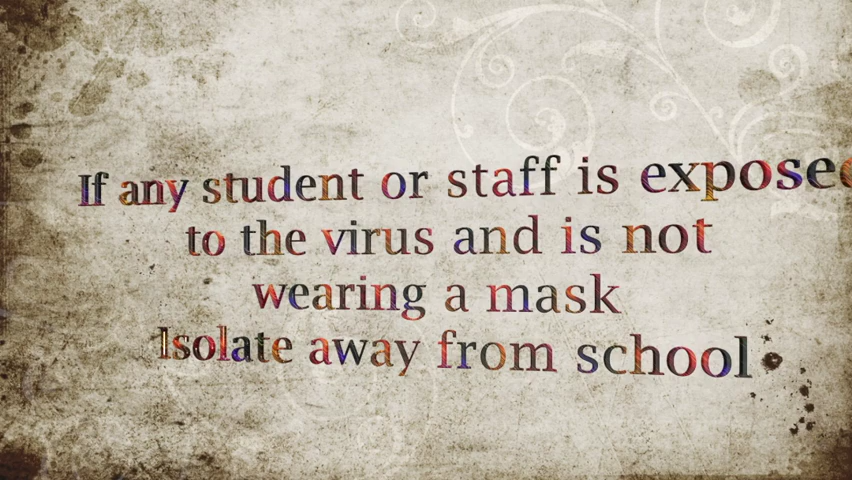 If any student or staff is exposed
to the virus and is not
wearing a mask
Isolate away from school